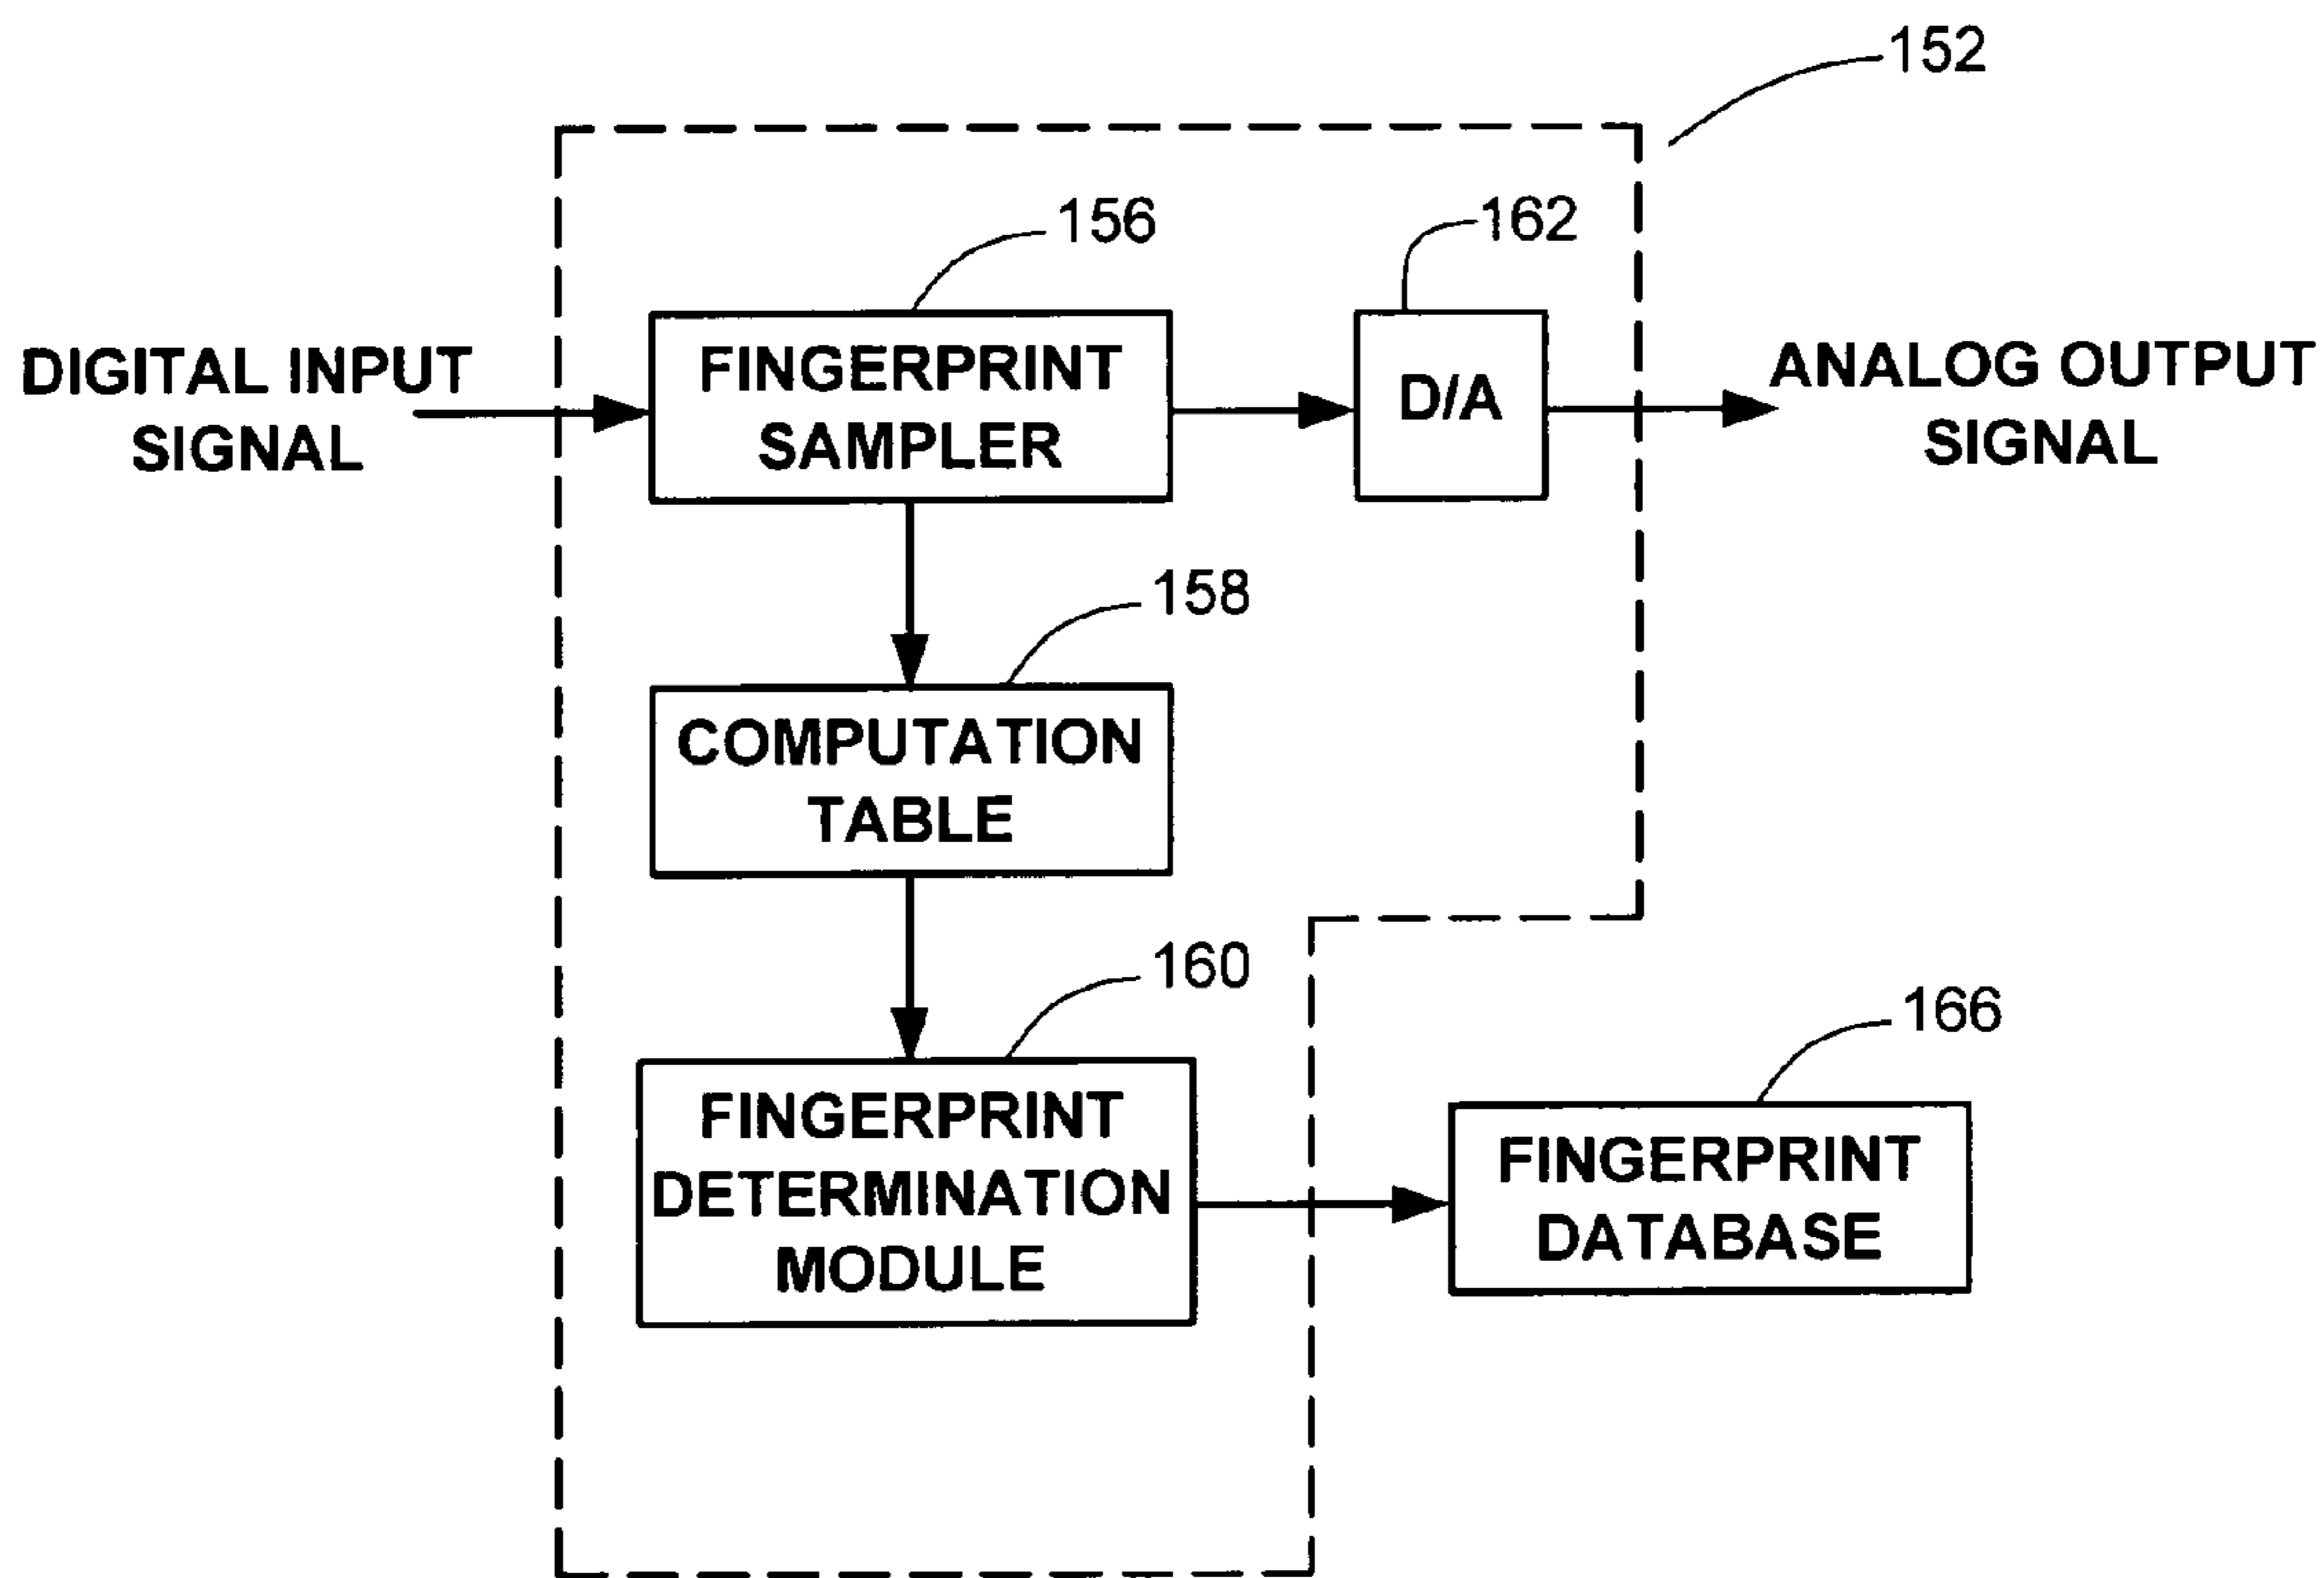 152
156
162
DIGITAL INPUT
SIGNAL
FINGERPRINT
SAMPLER
D/A
ANALOG OUTPUT
SIGNAL
158
COMPUTATION
TABLE
160
FINGERPRINT
DETERMINATION
MODULE
166
FINGERPRINT
DATABASE